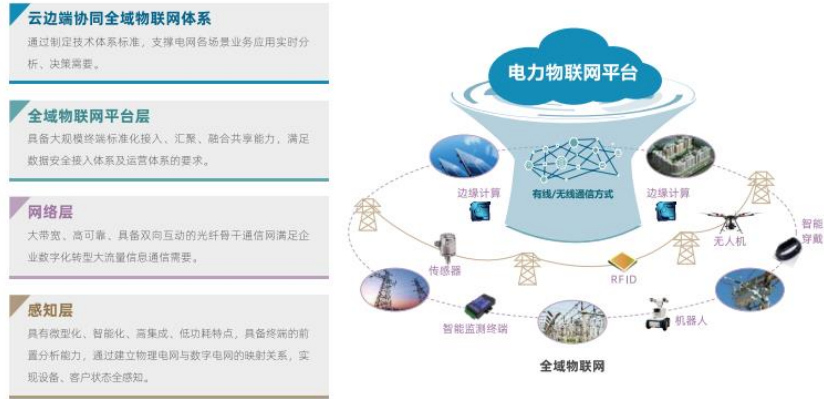 云边端协同全域物联网体系
通过制定技术体系标准，支撑电网各场景业务应用实时分
析、决策需要。
全域物联网平台层
具备大规模终端标准化接入、汇聚、融合共享能力，满足
数据安全接入体系及运营体系的要求。
网络层
大带宽、高可靠、具备双向互动的光纤骨干通信网满足企
业数字化转型大流量信息通信需要。
感知层
具有微型化、智能化、高集成、低功耗特点，具备终端的前
置分析能力，通过建立物理电网与数字电网的映射关系，实
现设备、客户状态全感知。
电力物联网平台
边缘计算
有线/无线通信方式
边缘计算
传感器
RFID
无人机
智能
穿戴
智能监测终端
机器人
全域物联网